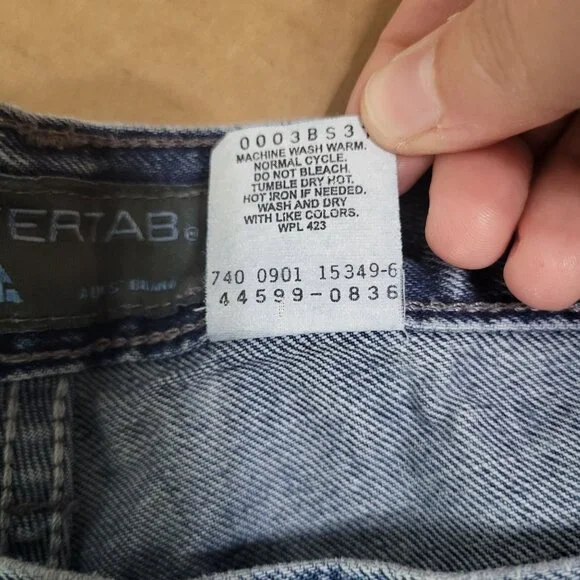 0003BS3
MACHINE WASH WARM.
NORMAL CYCLE.
DO NOT BLEACH.
TUMBLE DRY HOT.
HOT IRON IF NEEDED.
WASH AND DRY
WITH LIKE COLORS.
WPL 423
740 0901 15349-6
44599-0836
ERTAB®